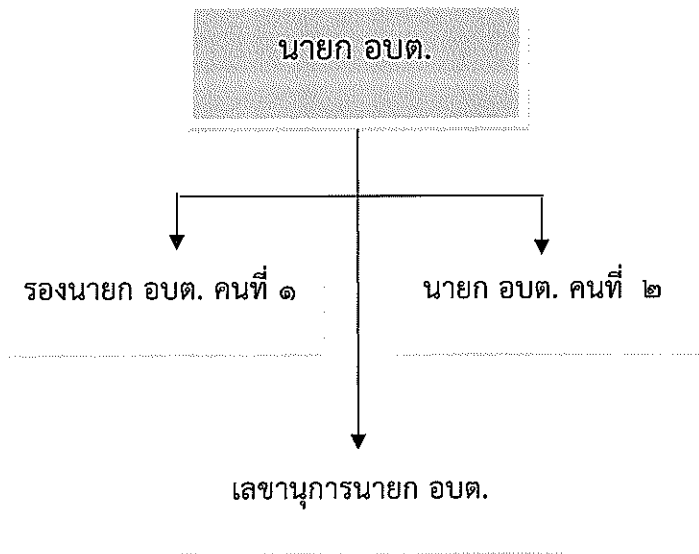 นายก อบต.
รองนายก อบต. คนที่ ๑
นายก อบต. คนที่ ๒
เลขานุการนายก อบต.